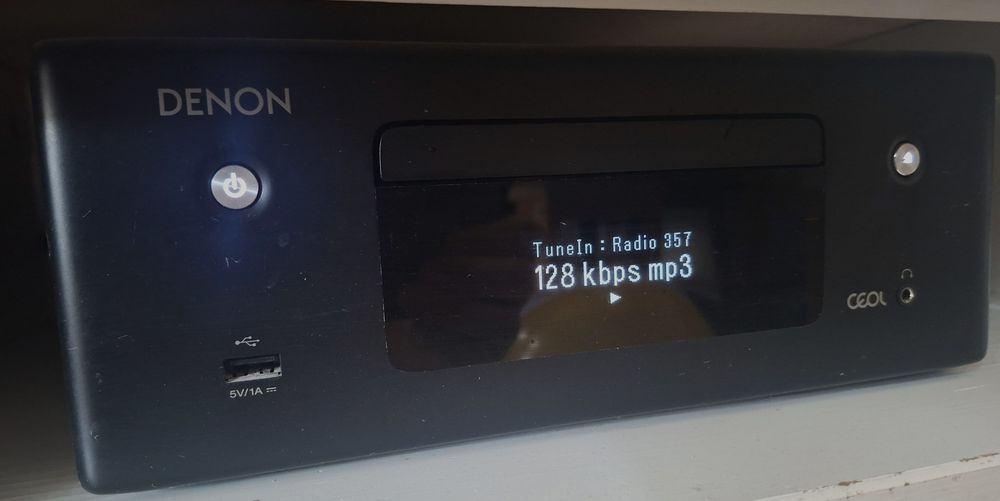 DENON
TuneIn : Radio 357
128 kbps mp3
CEOL
5V/1A